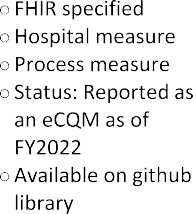 ○ FHIR specified
○ Hospital measure
○ Process measure
○ Status: Reported as
an eCQM as of
FY2022
○ Available on github
library